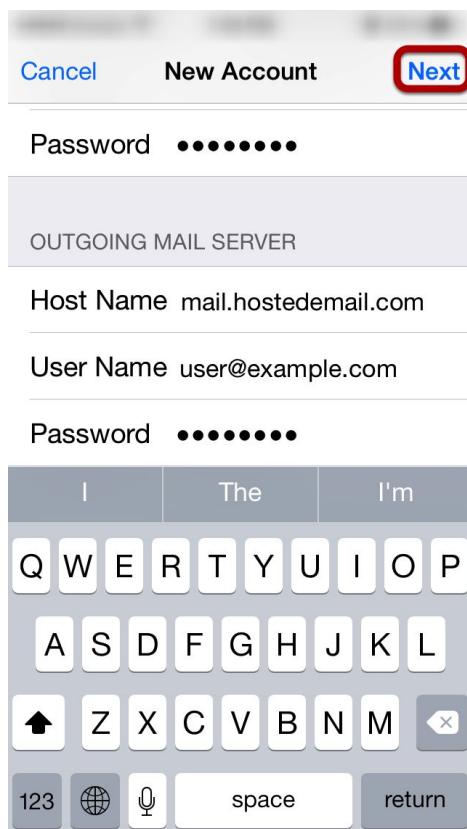 Cancel New Account Next
Password ●●●●●●●●
OUTGOING MAIL SERVER
Host Name mail.hostedemail.com
User Name user@example.com
Password ●●●●●●●●
I The I'm
Q W E R T Y U I O P
A S D F G H J K L
Z X C V B N M
123 space return